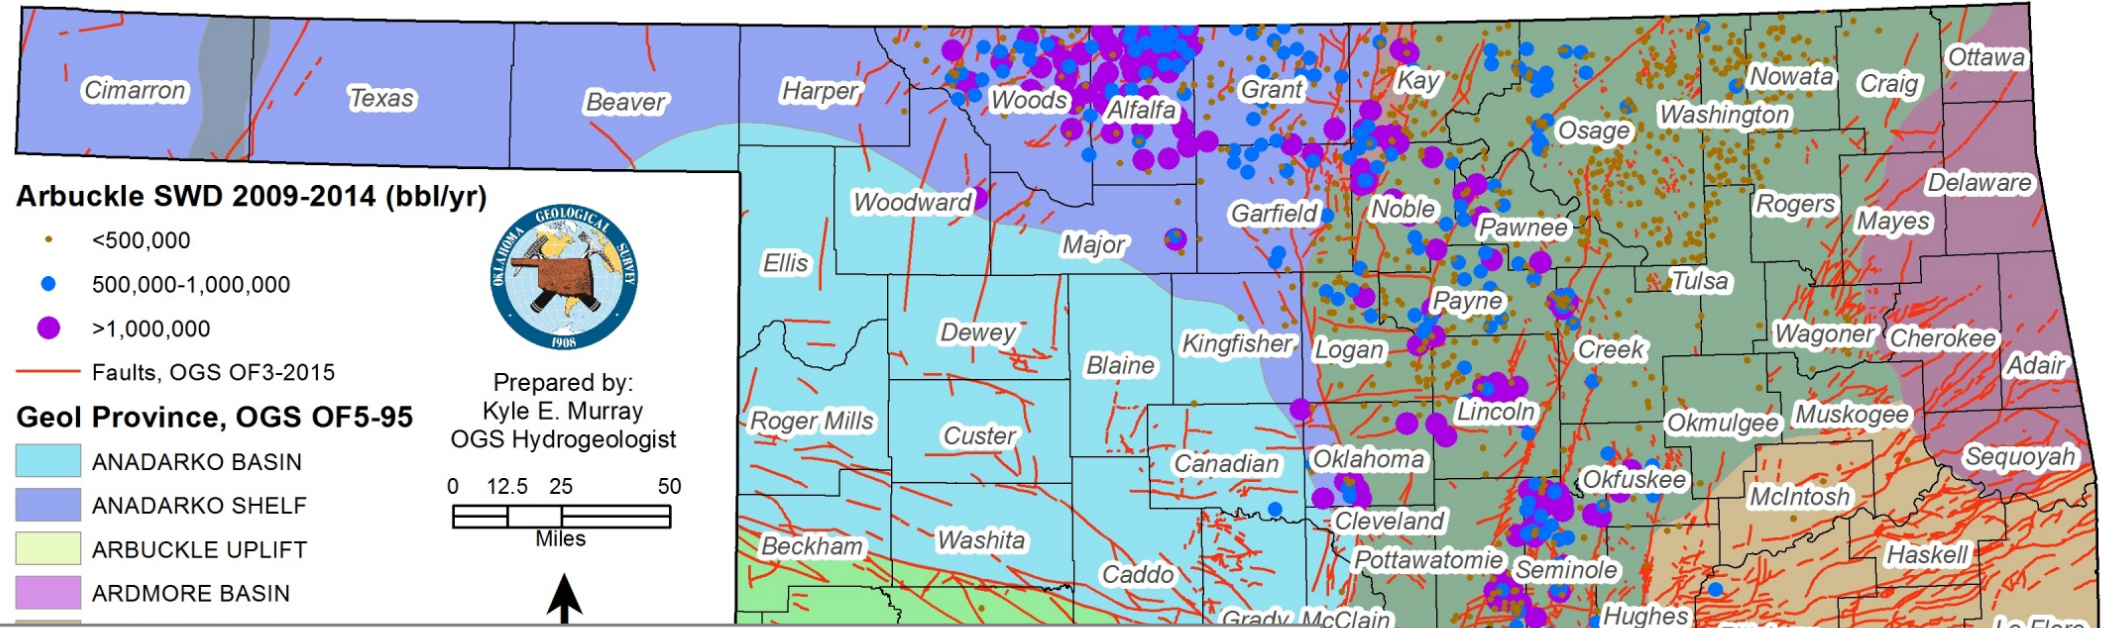 Cimarron
Texas
Beaver
Harper
Woods
Alfalfa
Grant
Kay
Osage
Washington
Nowata
Craig
Ottawa
Arbuckle SWD 2009-2014 (bbl/yr)
<500,000
500,000-1,000,000
>1,000,000
Faults, OGS OF3-2015
Geol Province, OGS OF5-95
ANADARKO BASIN
ANADARKO SHELF
ARBUCKLE UPLIFT
ARDMORE BASIN
OKLAHOMA GEOLOGICAL SURVEY
1908
Prepared by:
Kyle E. Murray
OGS Hydrogeologist
0 12.5 25 50
Miles
Woodward
Ellis
Major
Garfield
Noble
Pawnee
Rogers
Mayes
Delaware
Tulsa
Dewey
Blaine
Kingfisher
Logan
Payne
Creek
Wagoner
Cherokee
Adair
Roger Mills
Custer
Canadian
Oklahoma
Lincoln
Okmulgee
Muskogee
Sequoyah
Okfuskee
McIntosh
Beckham
Washita
Caddo
Cleveland
Pottawatomie
Seminole
Haskell
Grady
McClain
Hughes